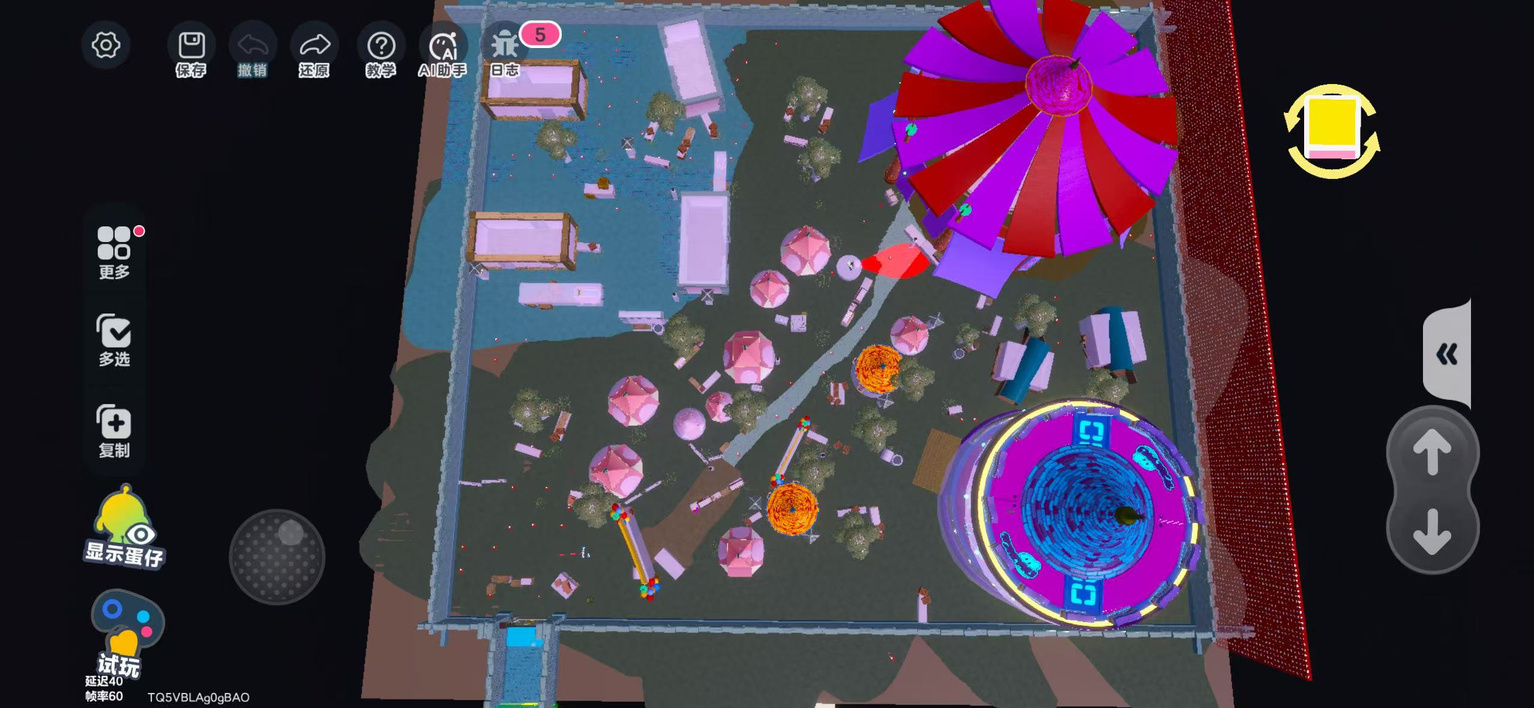 5
保存
撤销
还原
教学
AI助手
日志
更多
多选
复制
显示蛋仔
试玩
延迟40
帧率60
TQ5VBLAg0gBAO